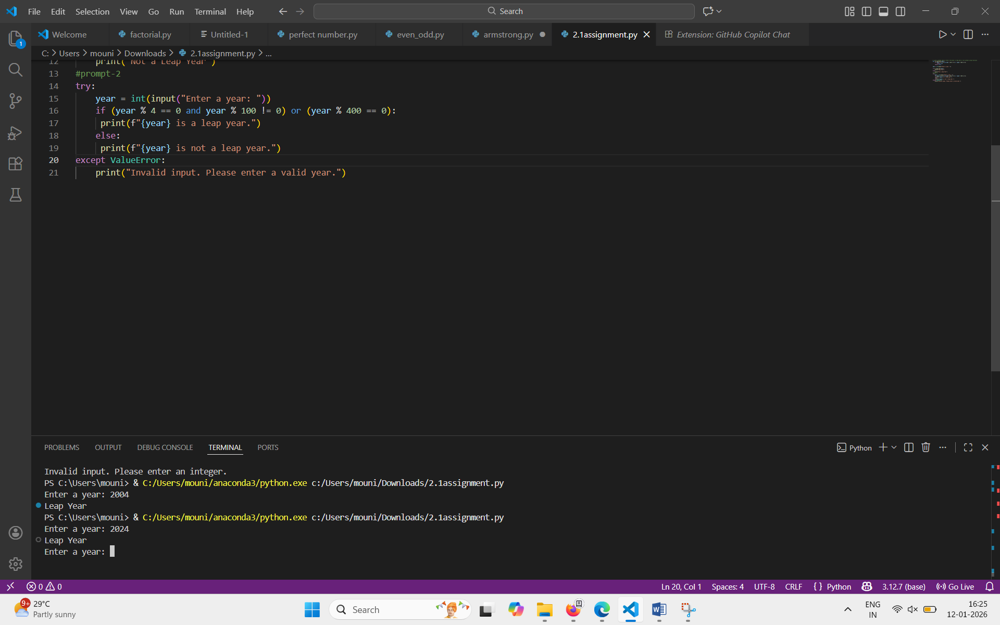 File Edit Selection View Go Run Terminal Help
Search
Welcome factorial.py Untitled-1 perfect number.py even_odd.py armstrong.py 2.1assignment.py Extension: GitHub Copilot Chat
C: > Users > mouni > Downloads > 2.1assignment.py > ...
12 print("Not a Leap Year")
13 #prompt-2
14 try:
15 year = int(input("Enter a year: "))
16 if (year % 4 == 0 and year % 100 != 0) or (year % 400 == 0):
17 print(f"{year} is a leap year.")
18 else:
19 print(f"{year} is not a leap year.")
20 except ValueError:
21 print("Invalid input. Please enter a valid year.")
1
PROBLEMS OUTPUT DEBUG CONSOLE TERMINAL PORTS
Python
Invalid input. Please enter an integer.
PS C:\Users\mouni> & C:/Users/mouni/anaconda3/python.exe c:/Users/mouni/Downloads/2.1assignment.py
Enter a year: 2004
Leap Year
PS C:\Users\mouni> & C:/Users/mouni/anaconda3/python.exe c:/Users/mouni/Downloads/2.1assignment.py
Enter a year: 2024
Leap Year
Enter a year:
0 0 Ln 20, Col 1 Spaces: 4 UTF-8 CRLF { } Python 3.12.7 (base) Go Live
9+ 29°C
Partly sunny
Search
ENG
IN
16:25
12-01-2026